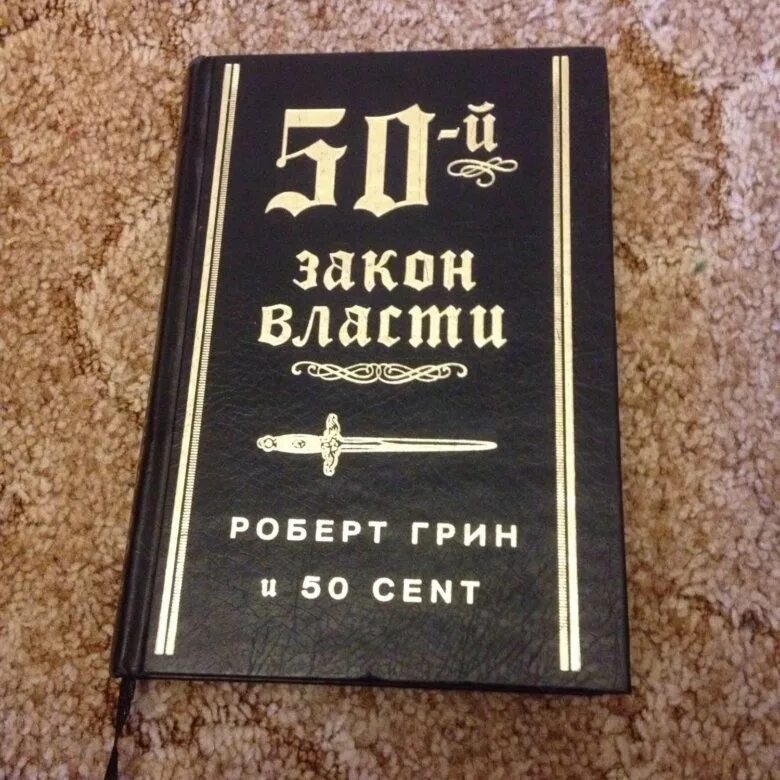 50-й
закон
власти
РОБЕРТ ГРИН
и 50 CENT